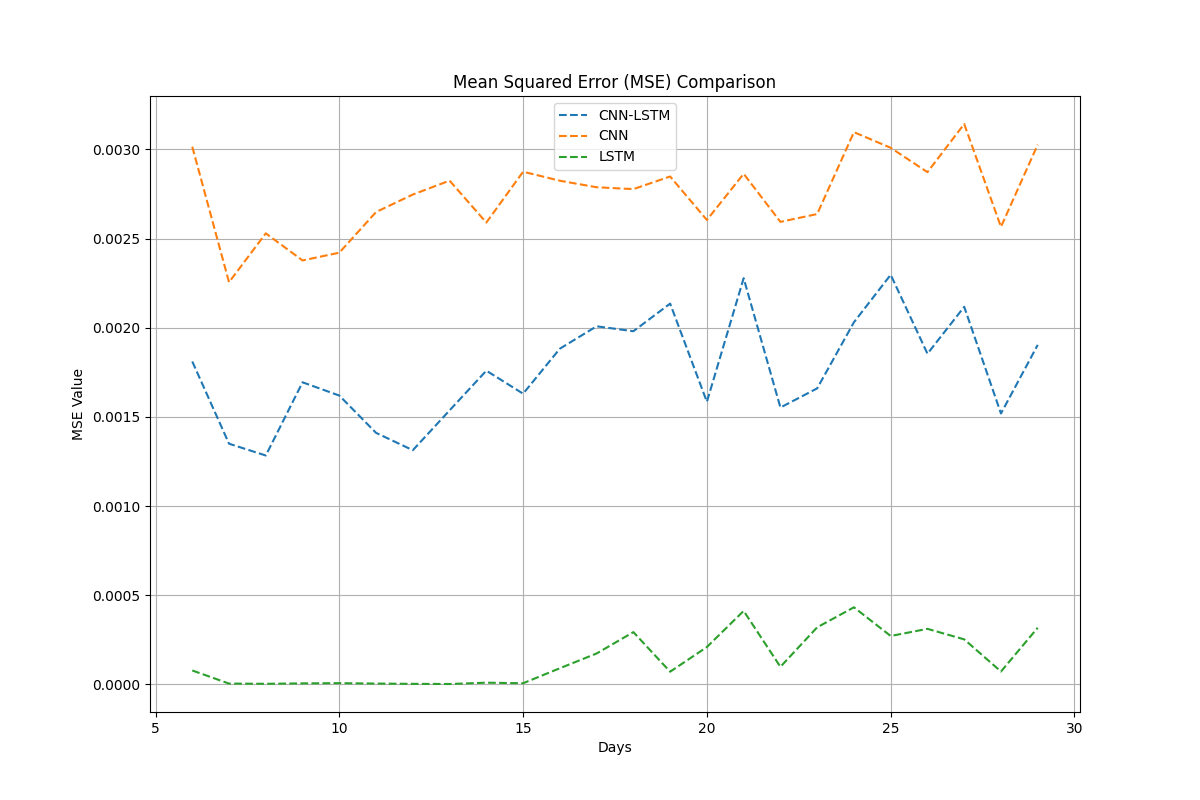 Mean Squared Error (MSE) Comparison
CNN-LSTM
CNN
LSTM
MSE Value
0.0030
0.0025
0.0020
0.0015
0.0010
0.0005
0.0000
5 10 15 20 25 30
Days